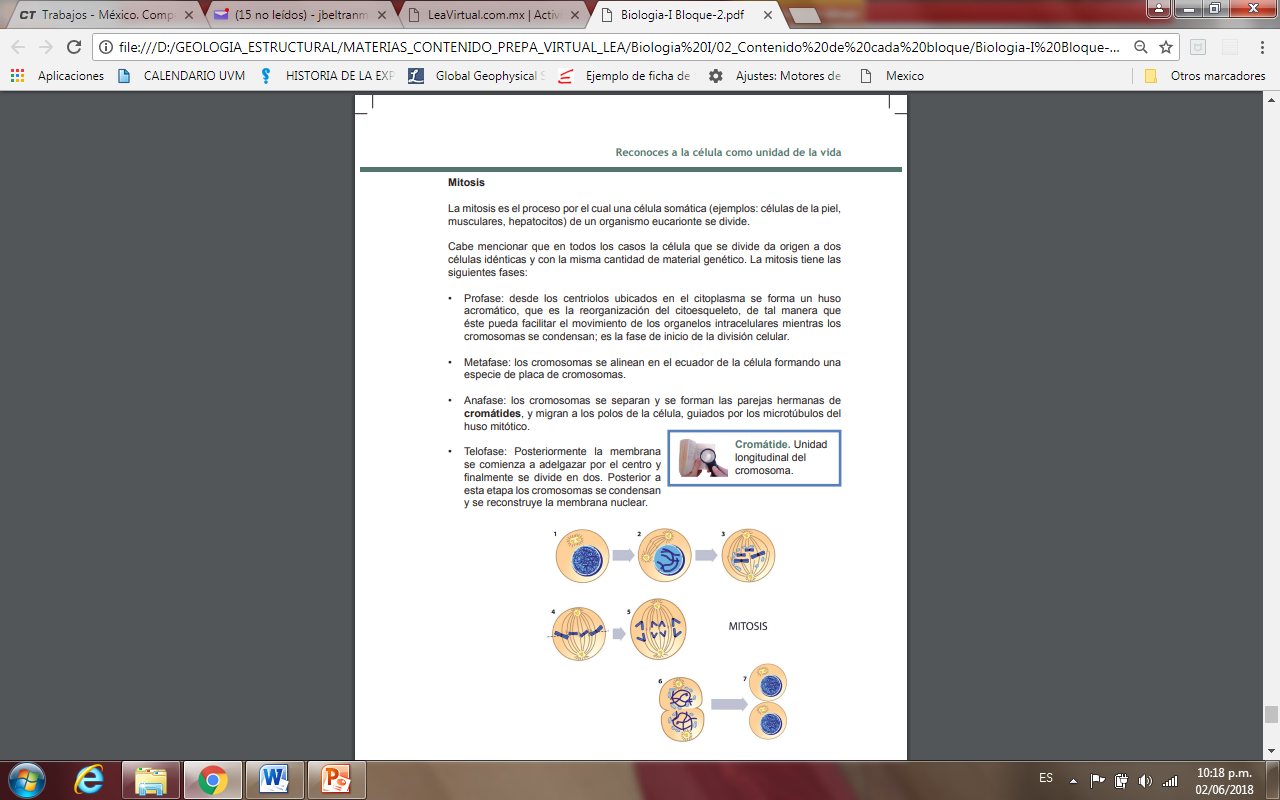 CT Trabajos - México. Comp
(15 no leídos) - jbeltranm
LeaVirtual.com.mx | Activi
Biologia-I Bloque-2.pdf
file:///D:/GEOLOGIA_ESTRUCTURAL/MATERIAS_CONTENIDO_PREPA_VIRTUAL_LEA/Biologia%20I/02_Contenido%20de%20cada%20bloque/Biologia-I%20Bloque-...
Aplicaciones
CALENDARIO UVM
HISTORIA DE LA EXP
Global Geophysical S
Ejemplo de ficha de
Ajustes: Motores de
Mexico
Otros marcadores
Reconoces a la célula como unidad de la vida
Mitosis
La mitosis es el proceso por el cual una célula somática (ejemplos: células de la piel,
musculares, hepatocitos) de un organismo eucarionte se divide.
Cabe mencionar que en todos los casos la célula que se divide da origen a dos
células idénticas y con la misma cantidad de material genético. La mitosis tiene las
siguientes fases:
• Profase: desde los centriolos ubicados en el citoplasma se forma un huso
acromático, que es la reorganización del citoesqueleto, de tal manera que
éste pueda facilitar el movimiento de los organelos intracelulares mientras los
cromosomas se condensan; es la fase de inicio de la división celular.
• Metafase: los cromosomas se alinean en el ecuador de la célula formando una
especie de placa de cromosomas.
• Anafase: los cromosomas se separan y se forman las parejas hermanas de
cromátides, y migran a los polos de la célula, guiados por los microtúbulos del
huso mitótico.
• Telofase: Posteriormente la membrana
se comienza a adelgazar por el centro y
finalmente se divide en dos. Posterior a
esta etapa los cromosomas se condensan
y se reconstruye la membrana nuclear.
Cromátide. Unidad
longitudinal del
cromosoma.
1
2
3
4
5
MITOSIS
6
7
ES
10:18 p.m.
02/06/2018